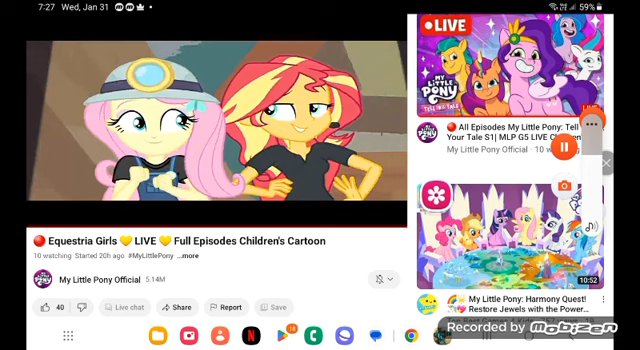 7:27 Wed, Jan 31
59%
LIVE
MY LITTLE PONY
TELL YOUR TALE
LIVE
🔴 All Episodes My Little Pony: Tell
Your Tale S1| MLP G5 LIVE Children
My Little Pony Official · 10 w
10:52
🔴 Equestria Girls 💛 LIVE 💛 Full Episodes Children's Cartoon
10 watching Started 20h ago #MyLittlePony ...more
My Little Pony Official 5.14M
40
Live chat
Share
Report
Save
My Little Pony: Harmony Quest!
Restore Jewels with the Power...
Recorded by Mobizen